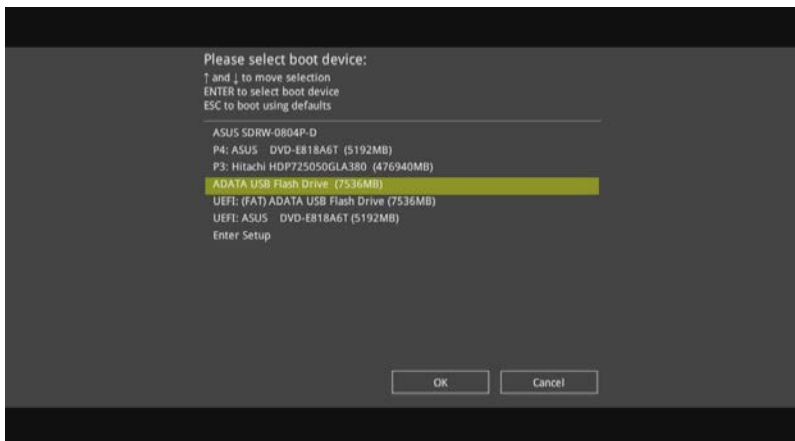 Please select boot device:
↑ and ↓ to move selection
ENTER to select boot device
ESC to boot using defaults
ASUS SDRW-0804P-D
P4: ASUS DVD-E818A6T (5192MB)
P3: Hitachi HDP725050GLA380 (476940MB)
ADATA USB Flash Drive (7536MB)
UEFI: (FAT) ADATA USB Flash Drive (7536MB)
UEFI: ASUS DVD-E818A6T (5192MB)
Enter Setup
OK Cancel